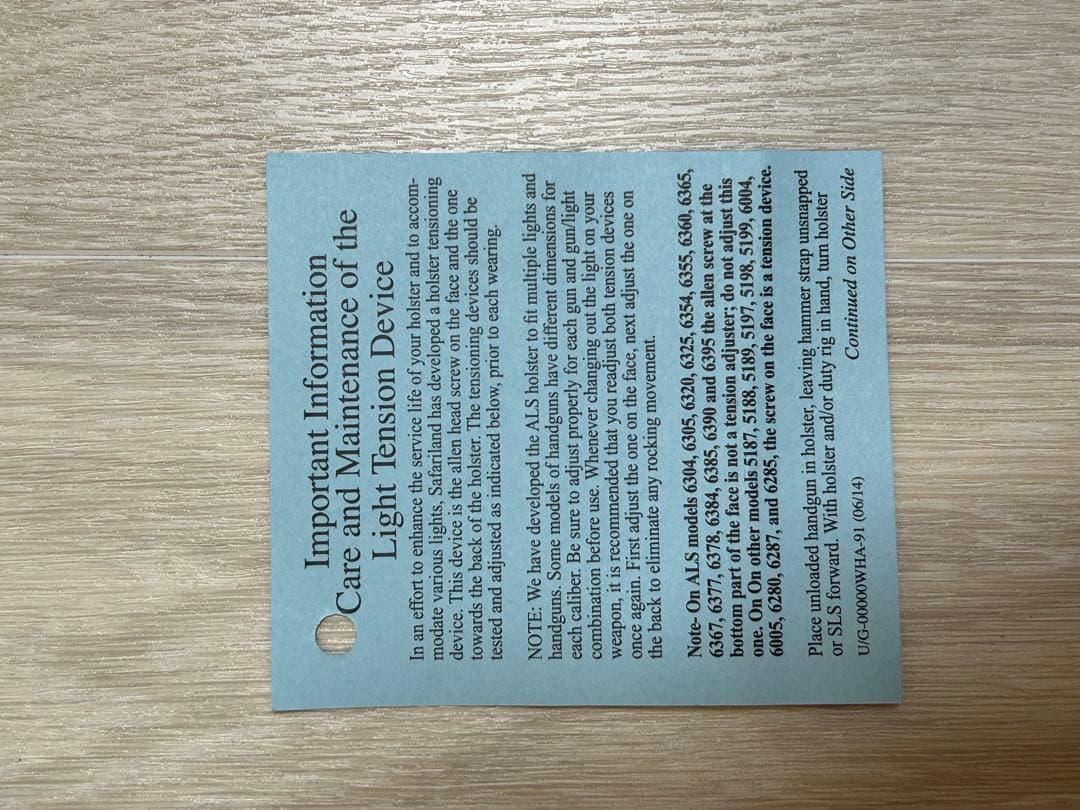 Important Information
Care and Maintenance of the
Light Tension Device
In an effort to enhance the service life of your holster and to accom-
modate various lights, Safariland has developed a holster tensioning
device. This device is the allen head screw on the face and the one
towards the back of the holster. The tensioning devices should be
tested and adjusted as indicated below, prior to each wearing.
NOTE: We have developed the ALS holster to fit multiple lights and
handguns. Some models of handguns have different dimensions for
each caliber. Be sure to adjust properly for each gun and gun/light
combination before use. Whenever changing out the light on your
weapon, it is recommended that you readjust both tension devices
once again. First adjust the one on the face, next adjust the one on
the back to eliminate any rocking movement.
Note- On ALS models 6304, 6305, 6320, 6325, 6354, 6355, 6360, 6365,
6367, 6377, 6378, 6384, 6385, 6390 and 6395 the allen screw at the
bottom part of the face is not a tension adjuster; do not adjust this
one. On On other models 5187, 5188, 5189, 5197, 5198, 5199, 6004,
6005, 6280, 6287, and 6285, the screw on the face is a tension device.
Place unloaded handgun in holster, leaving hammer strap unsnapped
or SLS forward. With holster and/or duty rig in hand, turn holster
U/G-00000WHA-91 (06/14) Continued on Other Side